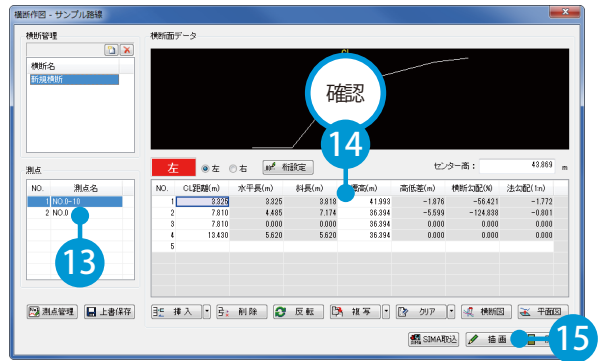 横断作図 - サンプル路線
横断管理
横断名
新規横断
測点
NO. 測点名
1 NO.0-10
2 NO.0
13
測点管理 上書保存
横断面データ
CL
確認
14
左 左 右 桁設定 センター高： 43.869 m
NO. CL距離(m) 水平長(m) 斜長(m) 標高(m) 高低差(m) 横断勾配(%) 法勾配(1:n)
1 3.325 3.325 3.818 41.993 -1.876 -56.421 -1.772
2 7.810 4.485 7.174 36.394 -5.599 -124.838 -0.801
3 7.810 0.000 0.000 36.394 0.000 0.000 0.000
4 13.430 5.620 5.620 36.394 0.000 0.000 0.000
5
挿入 削除 反転 複写 クリア 横断図 平面図
SIMA取込 描画
15